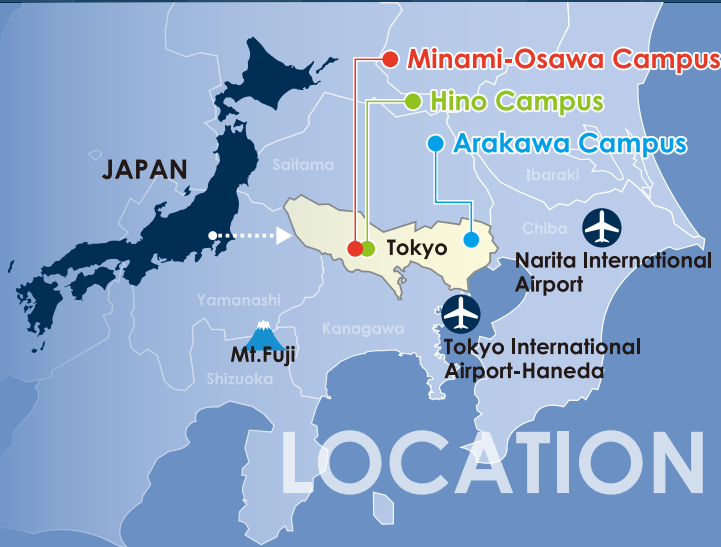 Minami-Osawa Campus
Hino Campus
Arakawa Campus
JAPAN
Saitama
Ibaraki
Chiba
Tokyo
Narita International
Airport
Yamanashi
Kanagawa
Mt.Fuji
Tokyo International
Airport-Haneda
Shizuoka
LOCATION